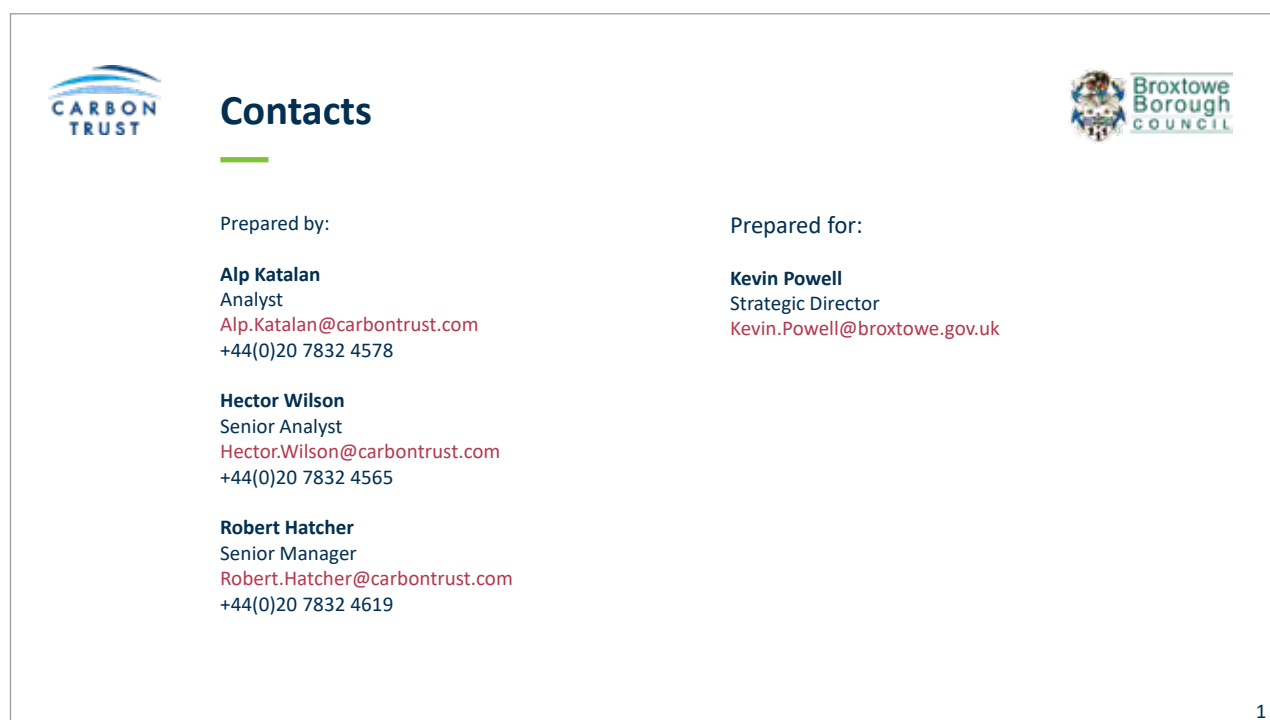 CARBON
TRUST
Contacts
Broxtowe
Borough
COUNCIL
Prepared by:
Alp Katalan
Analyst
Alp.Katalan@carbontrust.com
+44(0)20 7832 4578
Hector Wilson
Senior Analyst
Hector.Wilson@carbontrust.com
+44(0)20 7832 4565
Robert Hatcher
Senior Manager
Robert.Hatcher@carbontrust.com
+44(0)20 7832 4619
Prepared for:
Kevin Powell
Strategic Director
Kevin.Powell@broxtowe.gov.uk
1